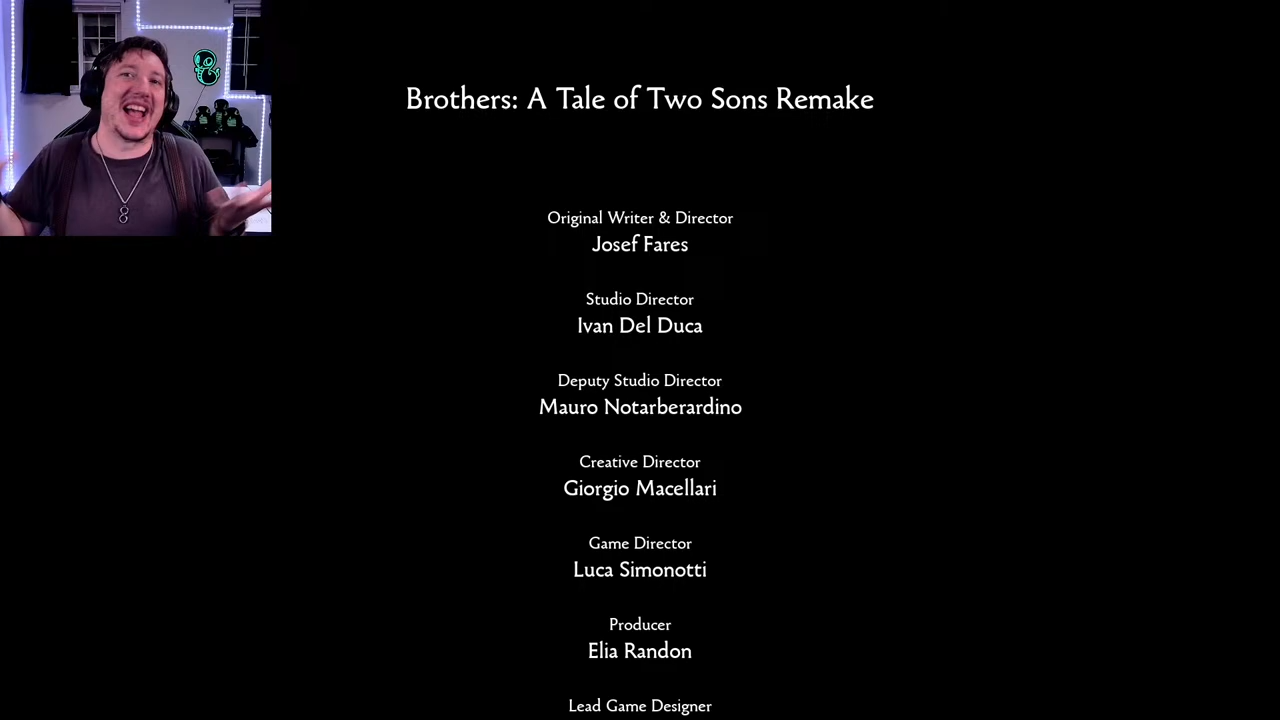 Brothers: A Tale of Two Sons Remake
Original Writer & Director
Josef Fares
Studio Director
Ivan Del Duca
Deputy Studio Director
Mauro Notarberardino
Creative Director
Giorgio Macellari
Game Director
Luca Simonotti
Producer
Elia Randon
Lead Game Designer